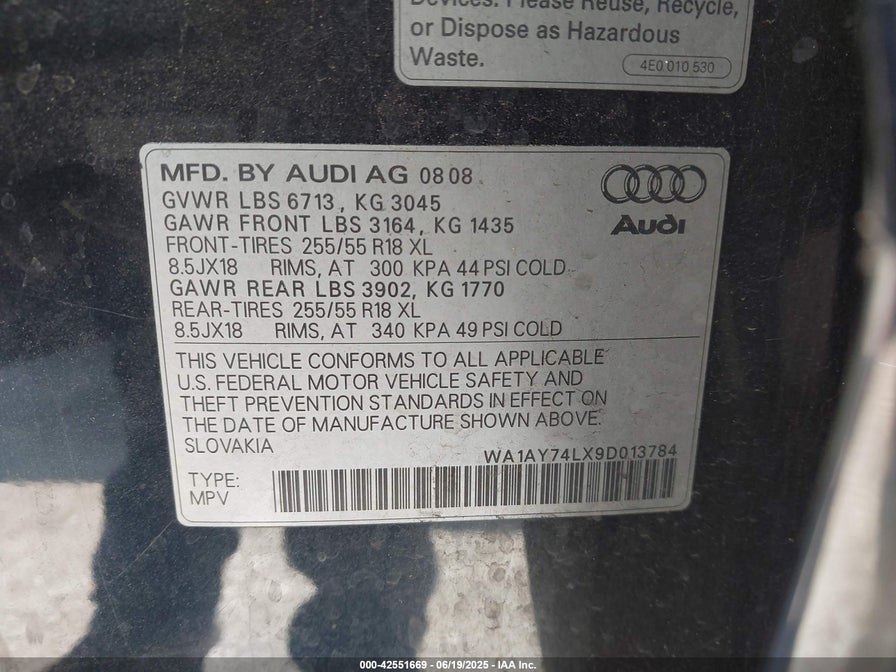 Devices. Please Reuse, Recycle,
or Dispose as Hazardous
Waste.
4E0 010 530
MFD. BY AUDI AG 08 08
GVWR LBS 6713 , KG 3045
GAWR FRONT LBS 3164, KG 1435
FRONT-TIRES 255/55 R18 XL
8.5JX18 RIMS, AT 300 KPA 44 PSI COLD
GAWR REAR LBS 3902, KG 1770
REAR-TIRES 255/55 R18 XL
8.5JX18 RIMS, AT 340 KPA 49 PSI COLD
Audi
THIS VEHICLE CONFORMS TO ALL APPLICABLE
U.S. FEDERAL MOTOR VEHICLE SAFETY AND
THEFT PREVENTION STANDARDS IN EFFECT ON
THE DATE OF MANUFACTURE SHOWN ABOVE.
SLOVAKIA
WA1AY74LX9D013784
TYPE:
MPV
000-42551669 - 06/19/2025 - IAA Inc.